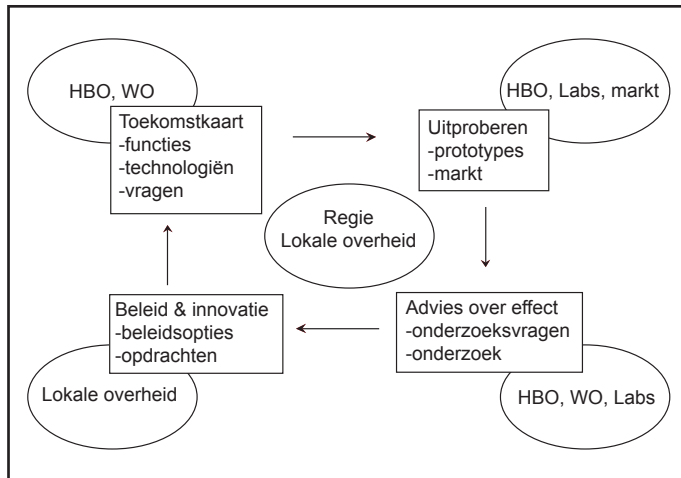 HBO, WO
Toekomstkaart
-functies
-technologiën
-vragen
HBO, Labs, markt
Uitproberen
-prototypes
-markt
Regie
Lokale overheid
Beleid & innovatie
-beleidsopties
-opdrachten
Lokale overheid
Advies over effect
-onderzoeksvragen
-onderzoek
HBO, WO, Labs